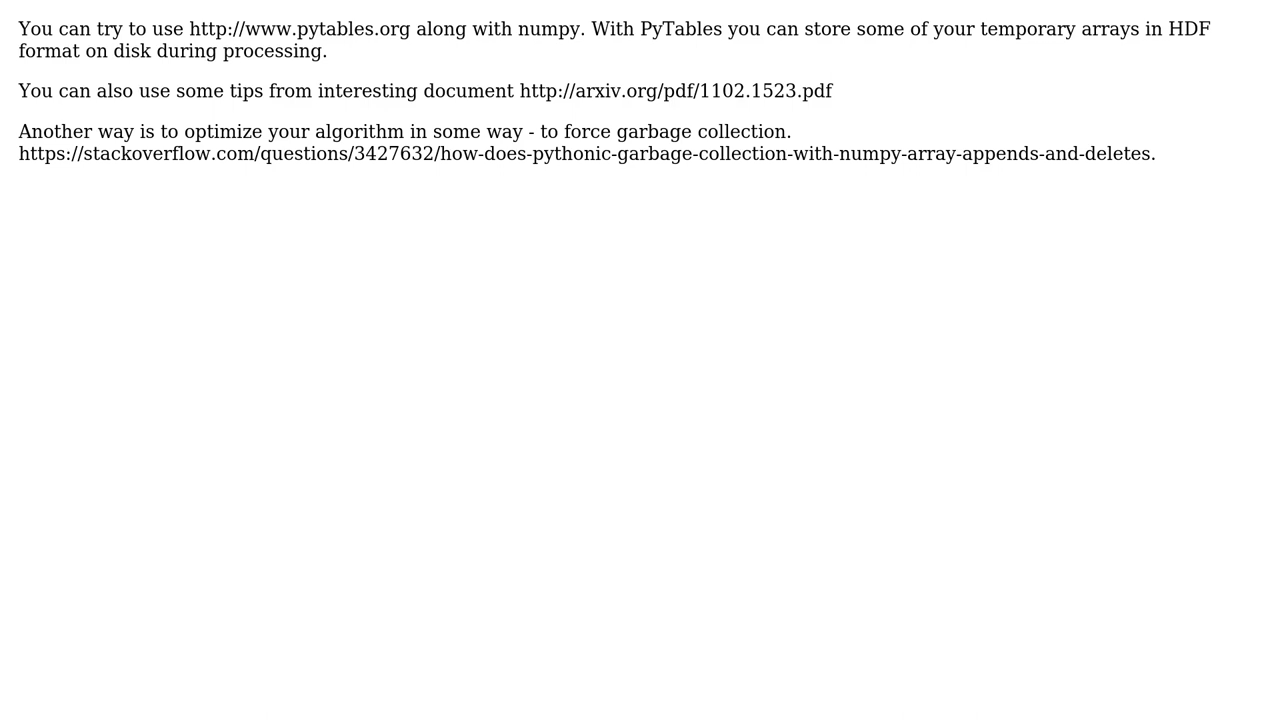 You can try to use http://www.pytables.org along with numpy. With PyTables you can store some of your temporary arrays in HDF
format on disk during processing.
You can also use some tips from interesting document http://arxiv.org/pdf/1102.1523.pdf
Another way is to optimize your algorithm in some way - to force garbage collection.
https://stackoverflow.com/questions/3427632/how-does-pythonic-garbage-collection-with-numpy-array-appends-and-deletes.